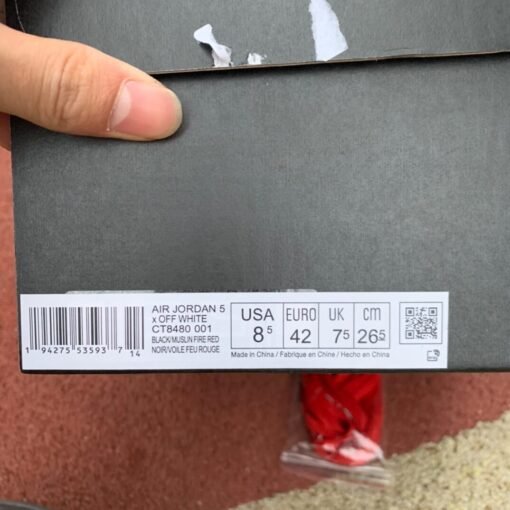 AIR JORDAN 5
x OFF WHITE
CT8480 001
BLACK/MUSLIN FIRE RED
NOIR/VOILE FEU ROUGE
1 94275 53593 7 14
USA EURO UK cm
8 5 42 7 5 26 5
Made in China / Fabrique en Chine / Hecho en China